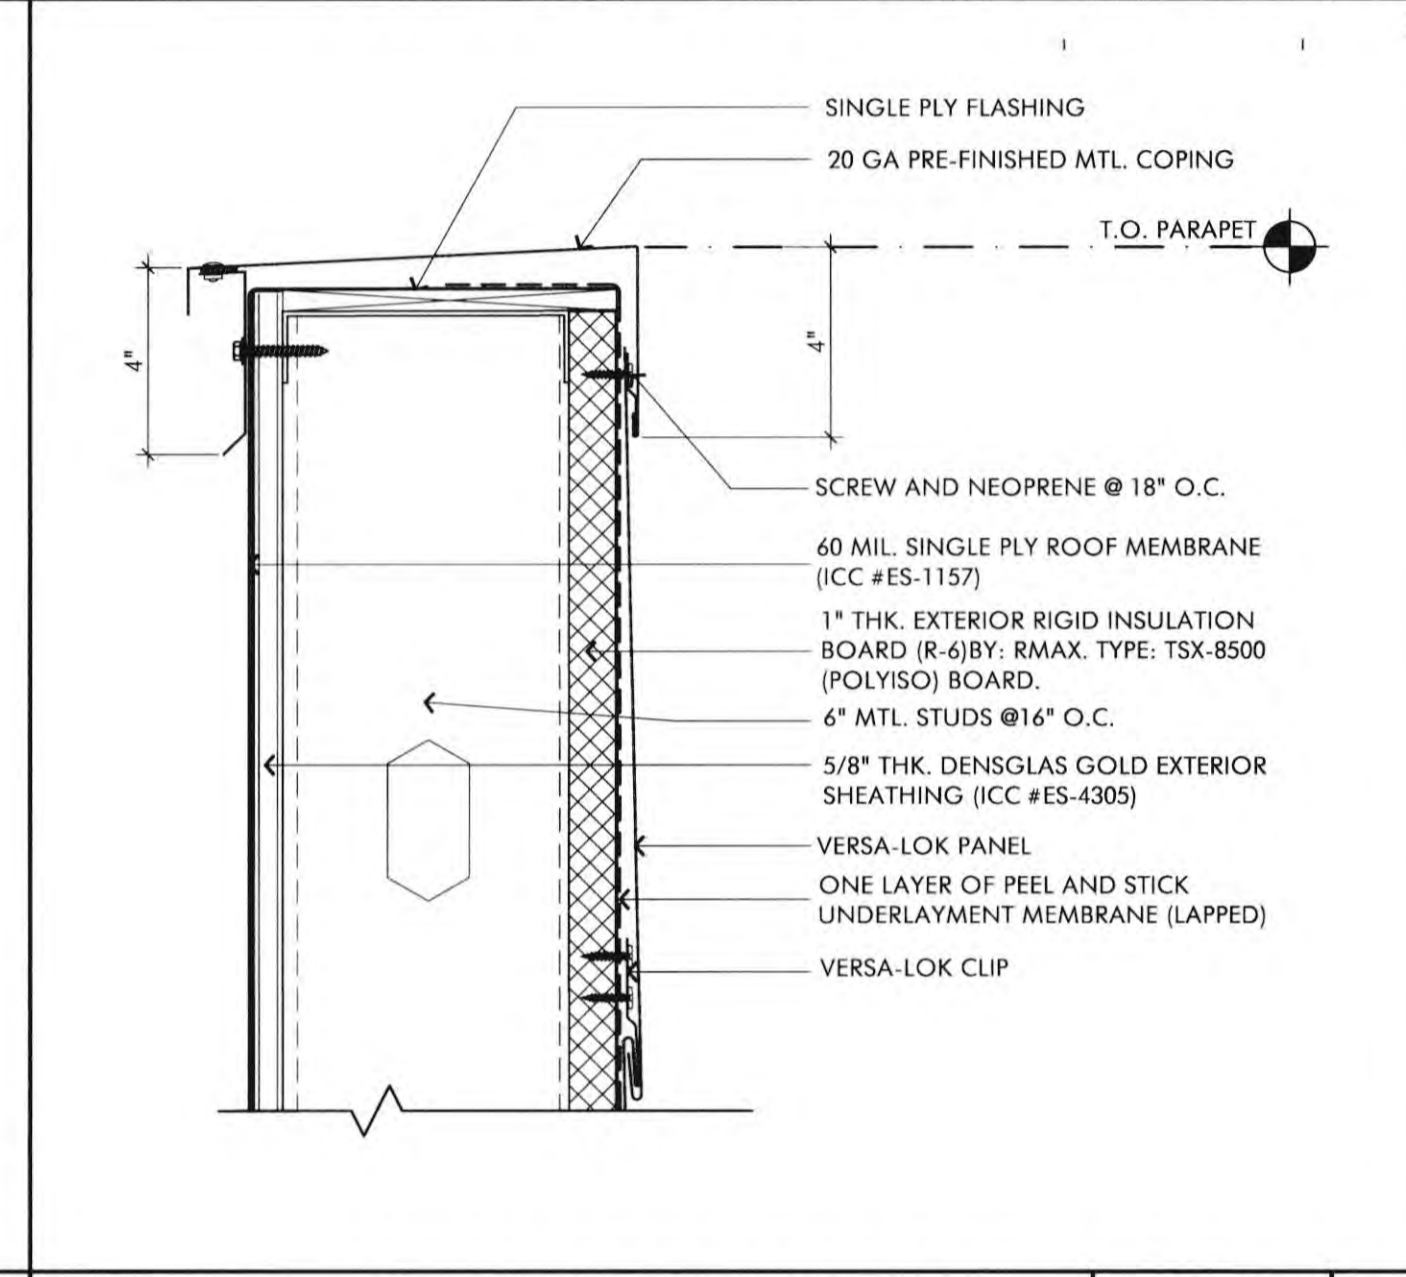 SINGLE PLY FLASHING
20 GA PRE-FINISHED MTL. COPING
T.O. PARAPET
4"
4"
SCREW AND NEOPRENE @ 18" O.C.
60 MIL. SINGLE PLY ROOF MEMBRANE
(ICC #ES-1157)
1" THK. EXTERIOR RIGID INSULATION
BOARD (R-6)BY: RMAX. TYPE: TSX-8500
(POLYISO) BOARD.
6" MTL. STUDS @16" O.C.
5/8" THK. DENSGLAS GOLD EXTERIOR
SHEATHING (ICC #ES-4305)
VERSA-LOK PANEL
ONE LAYER OF PEEL AND STICK
UNDERLAYMENT MEMBRANE (LAPPED)
VERSA-LOK CLIP